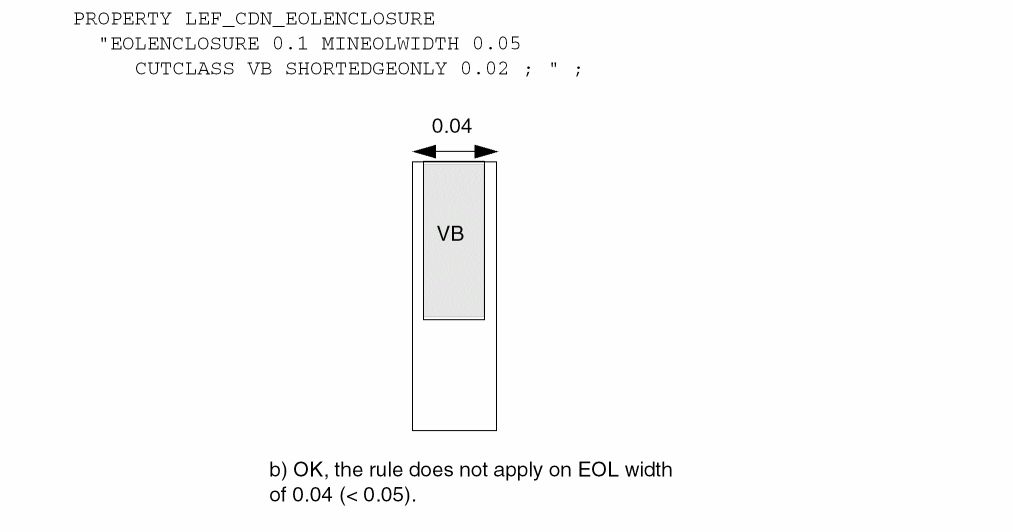 PROPERTY LEF_CDN_EOLENCLOSURE
"EOLENCLOSURE 0.1 MINEOLWIDTH 0.05
CUTCLASS VB SHORTEDGEONLY 0.02 ; " ;
0.04
VB
b) OK, the rule does not apply on EOL width
of 0.04 (< 0.05).